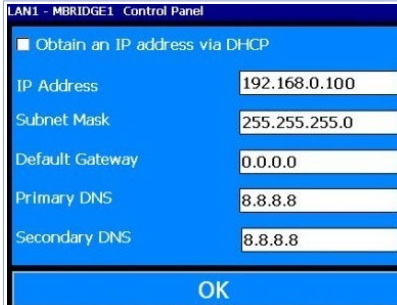 LAN1 - MBRIDGE1 Control Panel
Obtain an IP address via DHCP
IP Address 192.168.0.100
Subnet Mask 255.255.255.0
Default Gateway 0.0.0.0
Primary DNS 8.8.8.8
Secondary DNS 8.8.8.8
OK